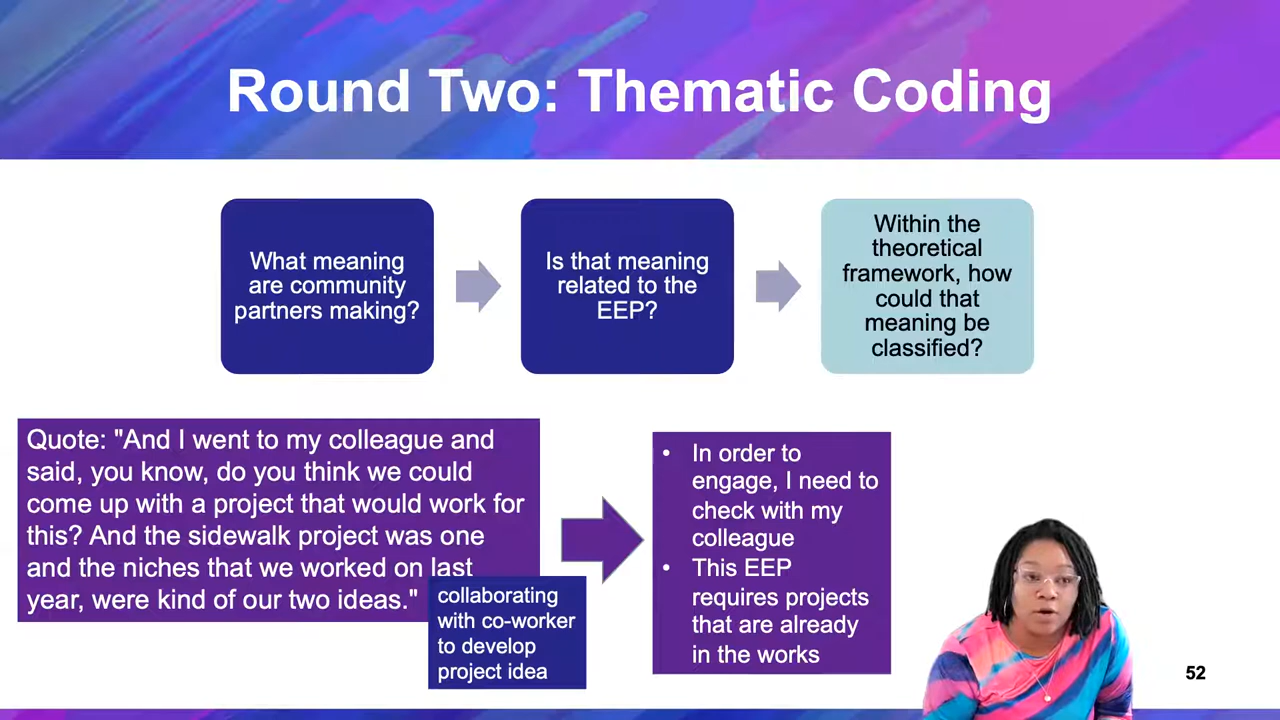 Round Two: Thematic Coding
What meaning
are community
partners making?
Is that meaning
related to the
EEP?
Within the
theoretical
framework, how
could that
meaning be
classified?
Quote: "And I went to my colleague and
said, you know, do you think we could
come up with a project that would work for
this? And the sidewalk project was one
and the niches that we worked on last
year, were kind of our two ideas."
collaborating
with co-worker
to develop
project idea
• In order to
engage, I need to
check with my
colleague
• This EEP
requires projects
that are already
in the works
52